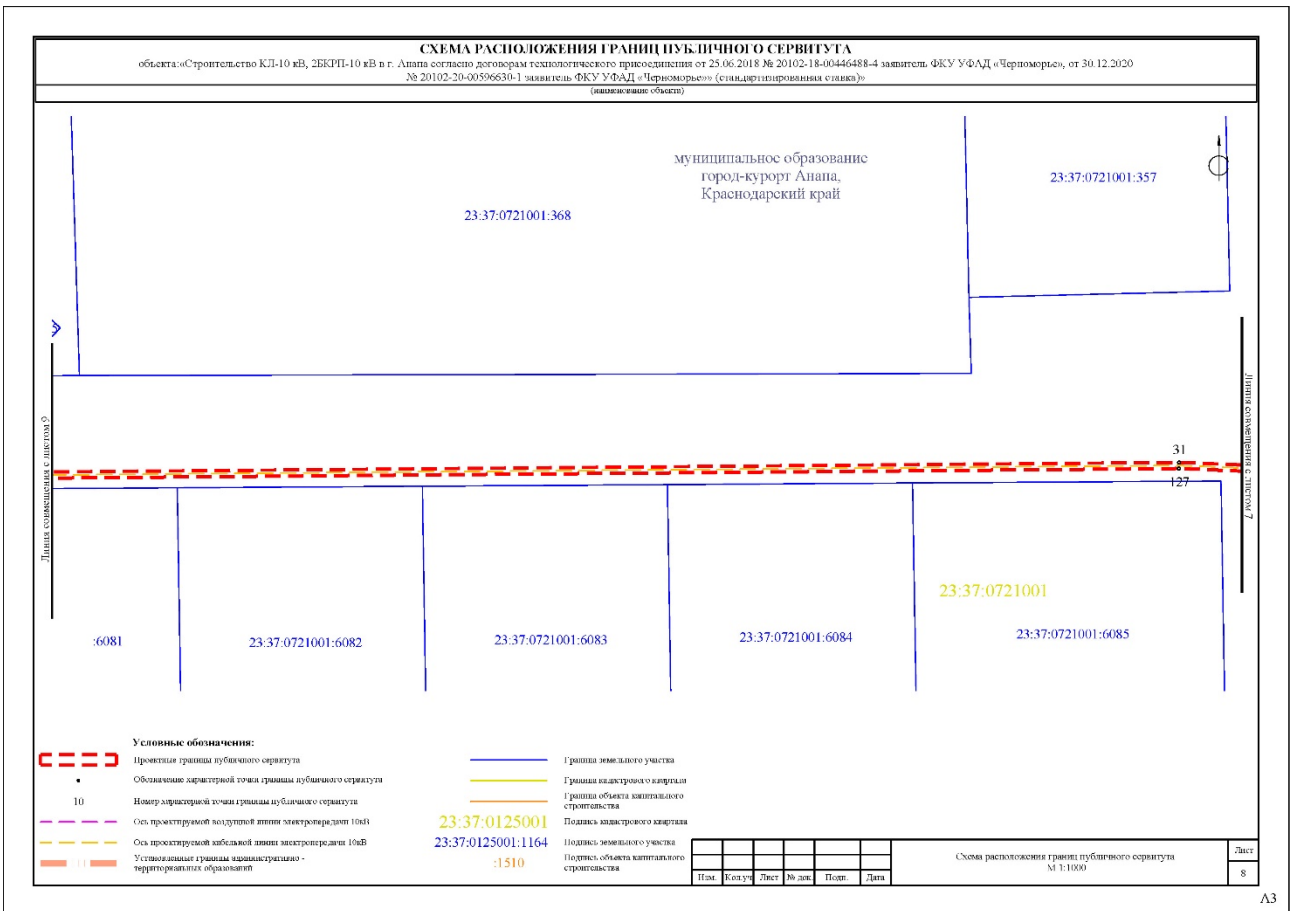 СХЕМА РАСПОЛОЖЕНИЯ ГРАНИЦ ПУБЛИЧНОГО СЕРВИТУТА
объекта:«Строительство КЛ-10 кВ, 2БКРП-10 кВ в г. Анапа согласно договорам технологического присоединения от 25.06.2018 № 20102-18-00446488-4 заявитель ФКУ УФАД «Черноморье», от 30.12.2020
№ 20102-20-00596630-1 заявитель ФКУ УФАД «Черноморье»» (стандартизированная ставка)»
(наименование объекта)
муниципальное образование
город-курорт Анапа,
Краснодарский край
23:37:0721001:357
23:37:0721001:368
Линия совмещения с листом 9
Линия совмещения с листом 7
31
127
23:37:0721001
:6081
23:37:0721001:6082
23:37:0721001:6083
23:37:0721001:6084
23:37:0721001:6085
Условные обозначения:
Проектные границы публичного сервитута
Обозначение характерной точки границы публичного сервитута
10
Номер характерной точки границы публичного сервитута
Ось проектируемой воздушной линии электропередачи 10кВ
Ось проектируемой кабельной линии электропередачи 10кВ
Установленные границы административно -
территориальных образований
Граница земельного участка
Граница кадастрового квартала
Граница объекта капитального
строительства
23:37:0125001
Подпись кадастрового квартала
23:37:0125001:1164
Подпись земельного участка
:1510
Подпись объекта капитального
строительства
Изм.
Кол.уч
Лист
№ док.
Подп.
Дата
Схема расположения границ публичного сервитута
М 1:1000
Лист
8
А3